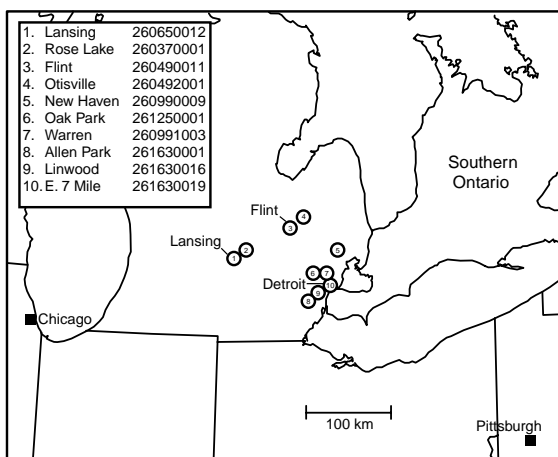 1. Lansing 260650012
2. Rose Lake 260370001
3. Flint 260490011
4. Otisville 260492001
5. New Haven 260990009
6. Oak Park 261250001
7. Warren 260991003
8. Allen Park 261630001
9. Linwood 261630016
10. E. 7 Mile 261630019
Southern
Ontario
Flint
4
3
Lansing
2
5
1
6
7
Detroit
10
9
8
Chicago
100 km
Pittsburgh